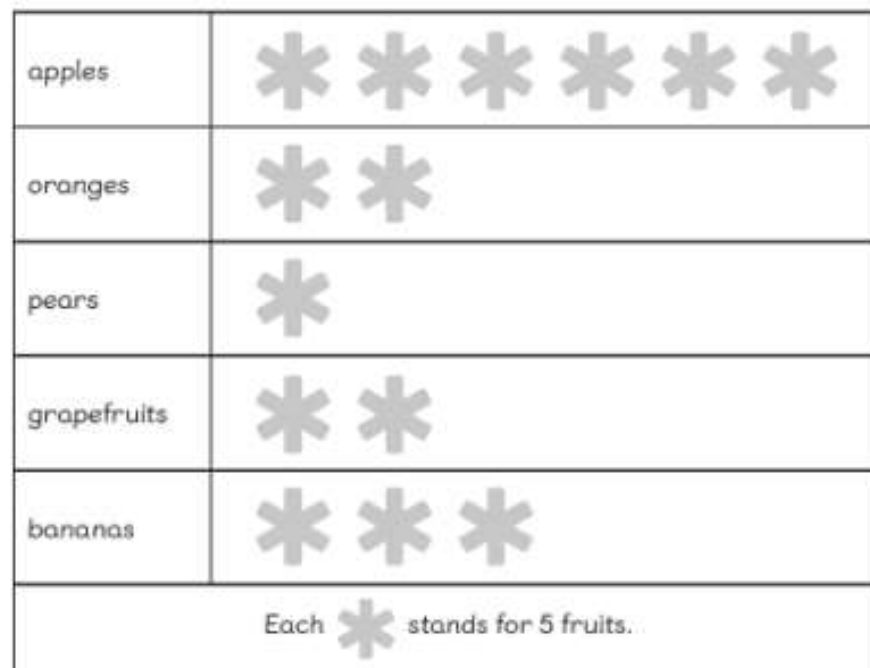 apples
oranges
pears
grapefruits
bananas
Each stands for 5 fruits.